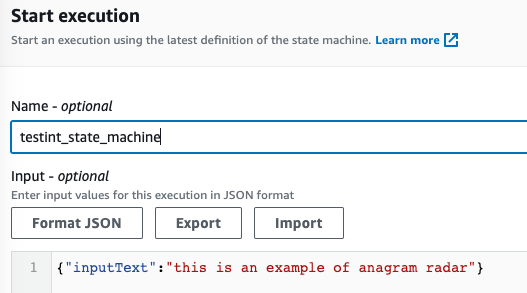 Start execution
Start an execution using the latest definition of the state machine. Learn more
Name - optional
testint_state_machine
Input - optional
Enter input values for this execution in JSON format
Format JSON Export Import
1 {"inputText":"this is an example of anagram radar"}